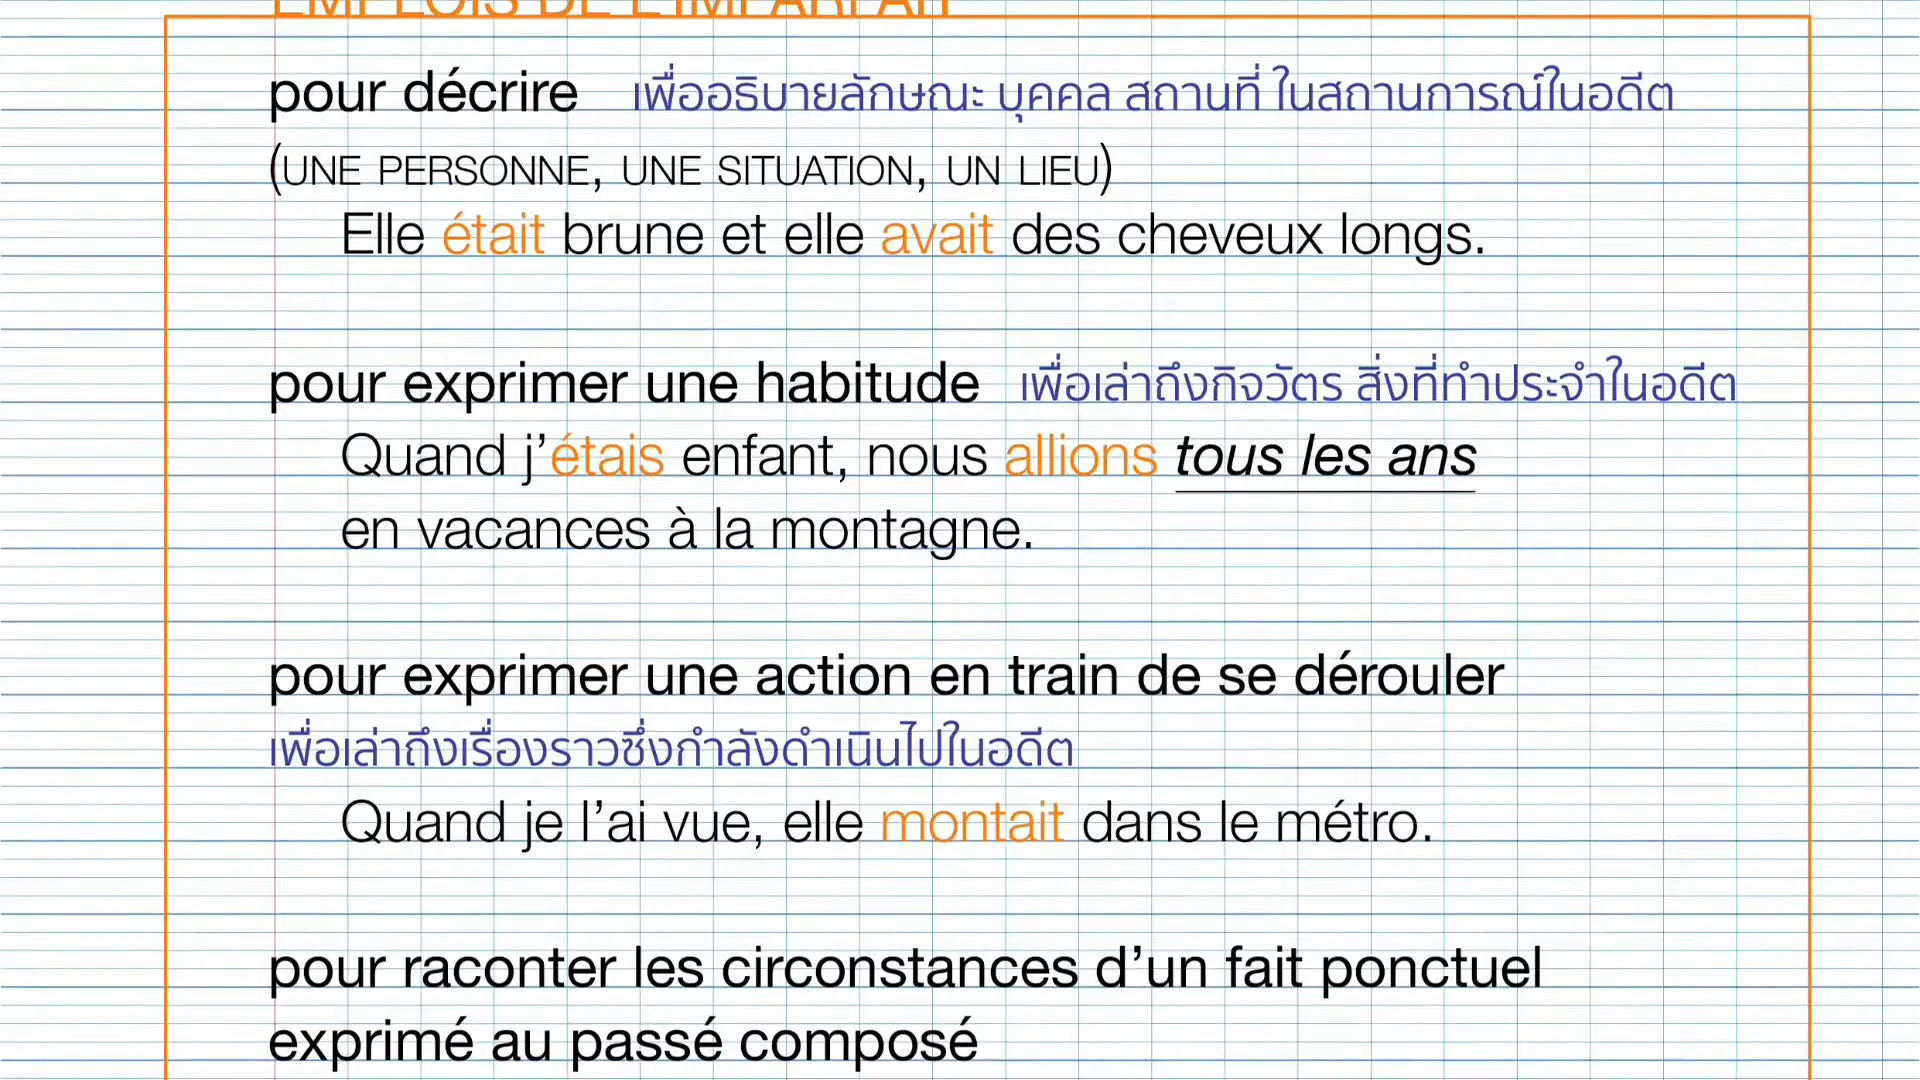 EMPLOIS DE L'IMPARFAIT
pour décrire เพื่ออธิบายลักษณะ บุคคล สถานที่ ในสถานการณ์ในอดีต
(UNE PERSONNE, UNE SITUATION, UN LIEU)
Elle était brune et elle avait des cheveux longs.
pour exprimer une habitude เพื่อเล่าถึงกิจวัตร สิ่งที่ทำประจำในอดีต
Quand j’étais enfant, nous allions tous les ans
en vacances à la montagne.
pour exprimer une action en train de se dérouler
เพื่อเล่าถึงเรื่องราวซึ่งกำลังดำเนินไปในอดีต
Quand je l’ai vue, elle montait dans le métro.
pour raconter les circonstances d’un fait ponctuel
exprimé au passé composé